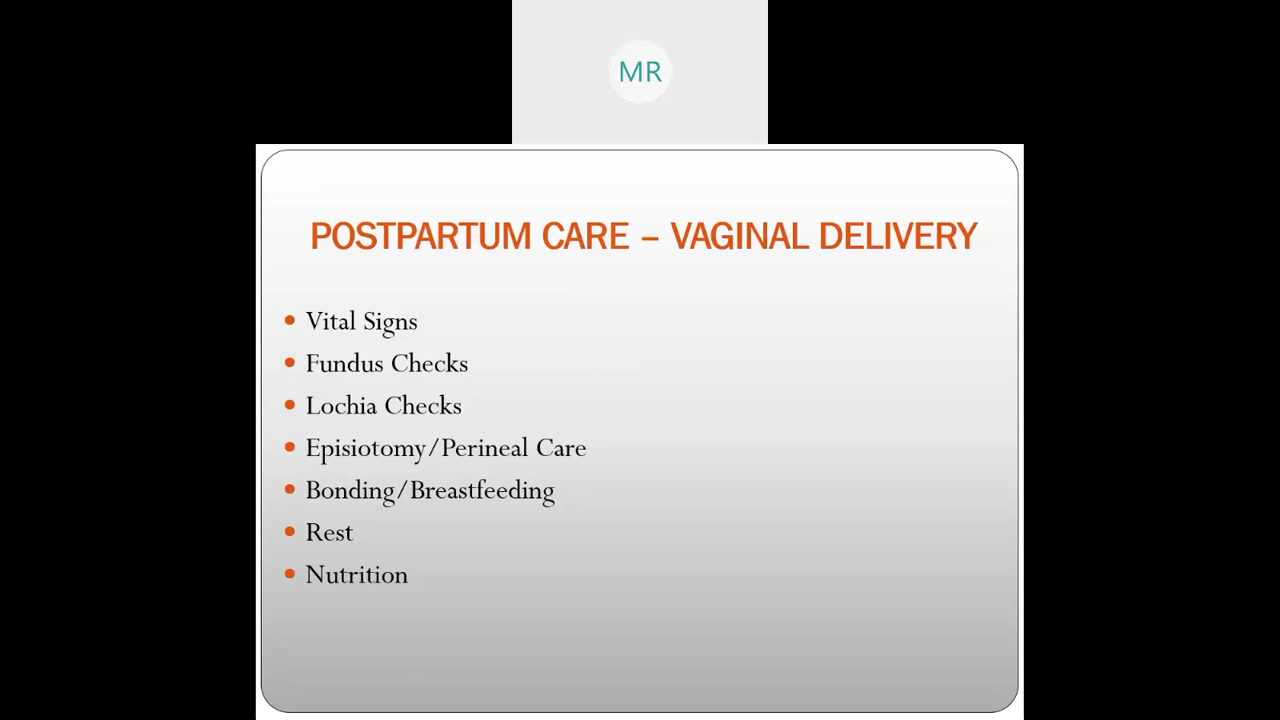 MR
POSTPARTUM CARE – VAGINAL DELIVERY
Vital Signs
Fundus Checks
Lochia Checks
Episiotomy/Perineal Care
Bonding/Breastfeeding
Rest
Nutrition